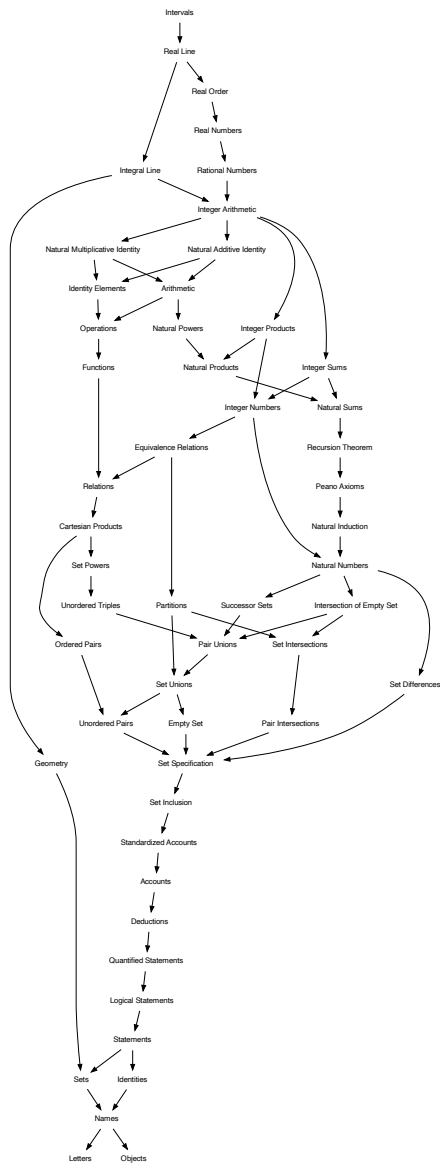 Intervals
Real Line
Real Order
Real Numbers
Integral Line
Rational Numbers
Integer Arithmetic
Natural Multiplicative Identity
Natural Additive Identity
Identity Elements
Arithmetic
Operations
Natural Powers
Integer Products
Functions
Natural Products
Integer Sums
Integer Numbers
Natural Sums
Equivalence Relations
Recursion Theorem
Relations
Peano Axioms
Cartesian Products
Natural Induction
Set Powers
Natural Numbers
Unordered Triples
Partitions
Successor Sets
Intersection of Empty Set
Ordered Pairs
Pair Unions
Set Intersections
Set Unions
Set Differences
Unordered Pairs
Empty Set
Pair Intersections
Geometry
Set Specification
Set Inclusion
Standardized Accounts
Accounts
Deductions
Quantified Statements
Logical Statements
Statements
Sets
Identities
Names
Letters
Objects